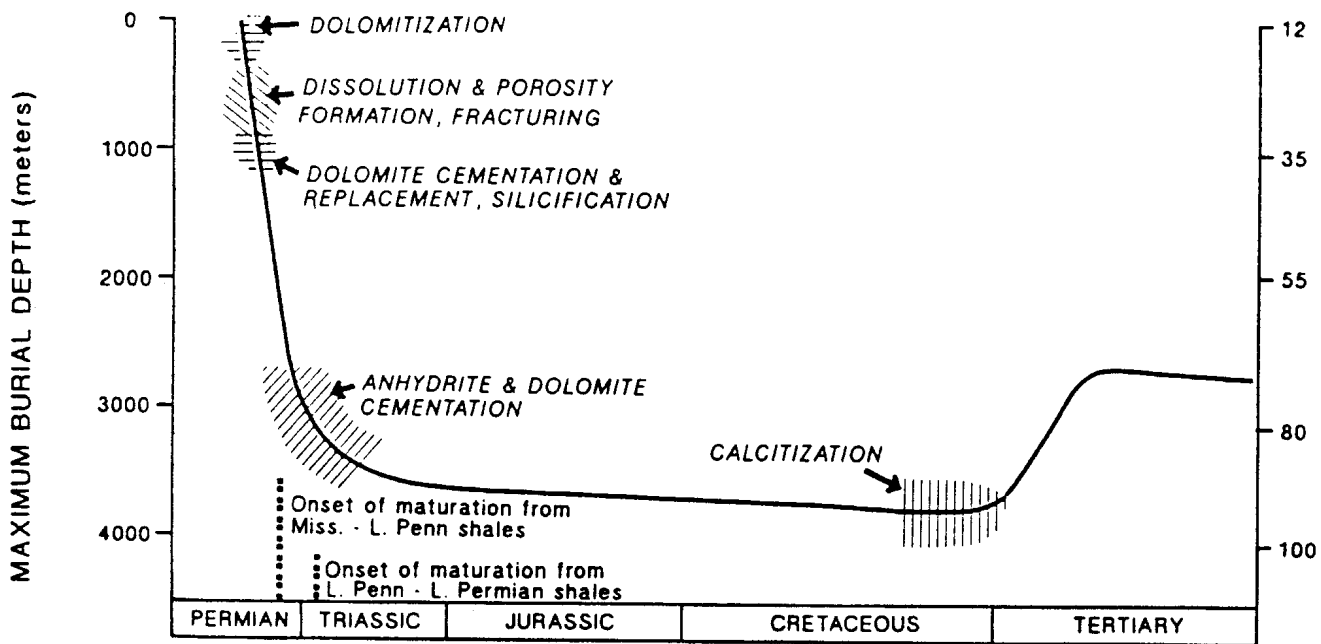 MAXIMUM BURIAL DEPTH (meters)
0
1000
2000
3000
4000
DOLOMITIZATION
DISSOLUTION & POROSITY
FORMATION, FRACTURING
DOLOMITE CEMENTATION &
REPLACEMENT, SILICIFICATION
ANHYDRITE & DOLOMITE
CEMENTATION
CALCITIZATION
Onset of maturation from
Miss. - L. Penn shales
Onset of maturation from
L. Penn - L. Permian shales
12
35
55
80
100
PERMIAN
TRIASSIC
JURASSIC
CRETACEOUS
TERTIARY